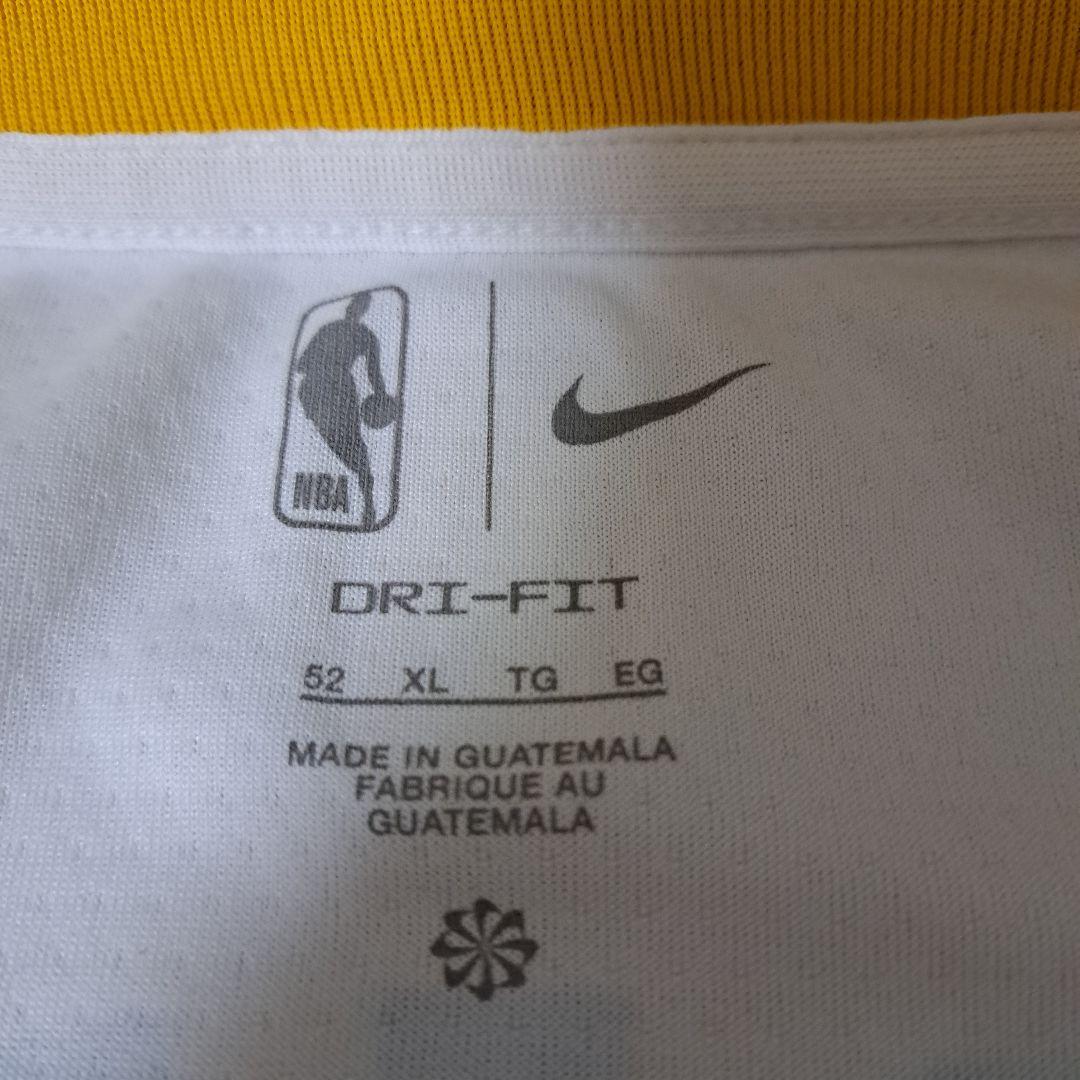 NBA
DRI-FIT
52 XL TG EG
MADE IN GUATEMALA
FABRIQUE AU
GUATEMALA